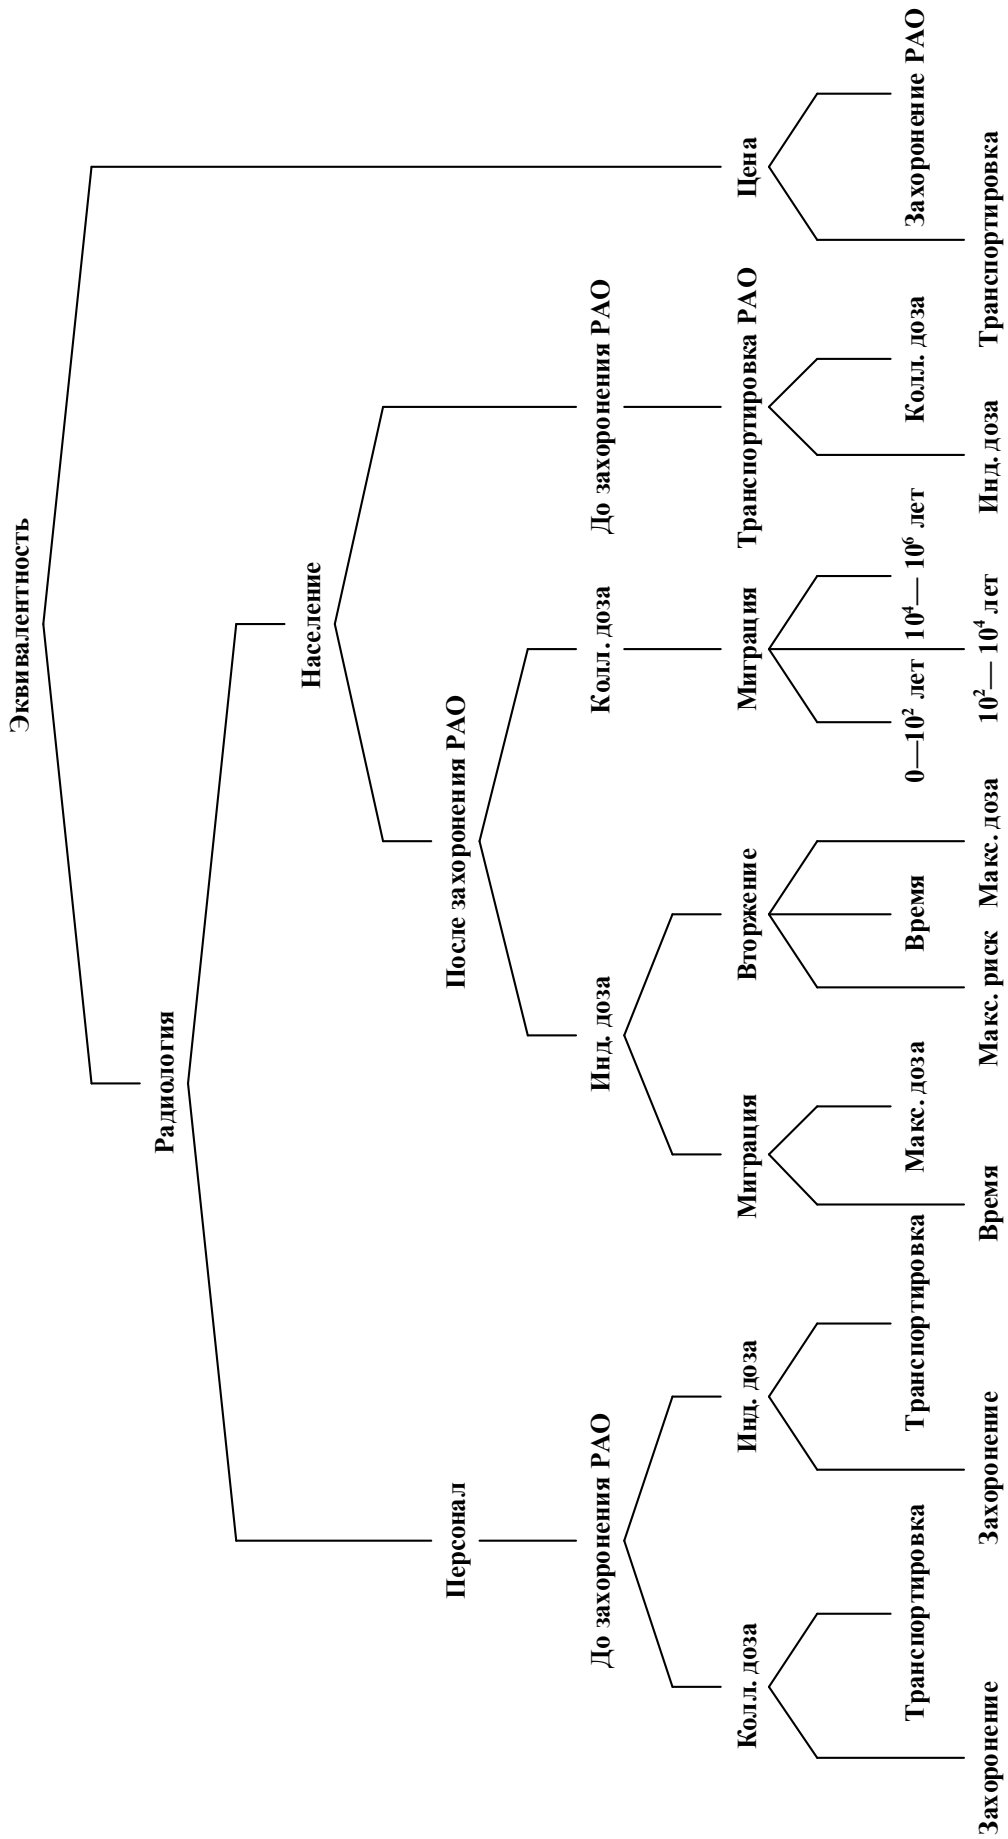 Эквивалентность
Радиология
Население
Персонал
После захоронения РАО
До захоронения РАО
Инд. доза
Колл. доза
До захоронения РАО
Колл. доза
Инд. доза
Миграция
Вторжение
Миграция
Транспортировка РАО
Цена
Транспортировка
Транспортировка
Макс. доза
Время
0—10² лет
10⁴— 10⁶ лет
Колл. доза
Захоронение РАО
Захоронение
Захоронение
Время
Макс. риск
Макс. доза
10²— 10⁴ лет
Инд. доза
Транспортировка